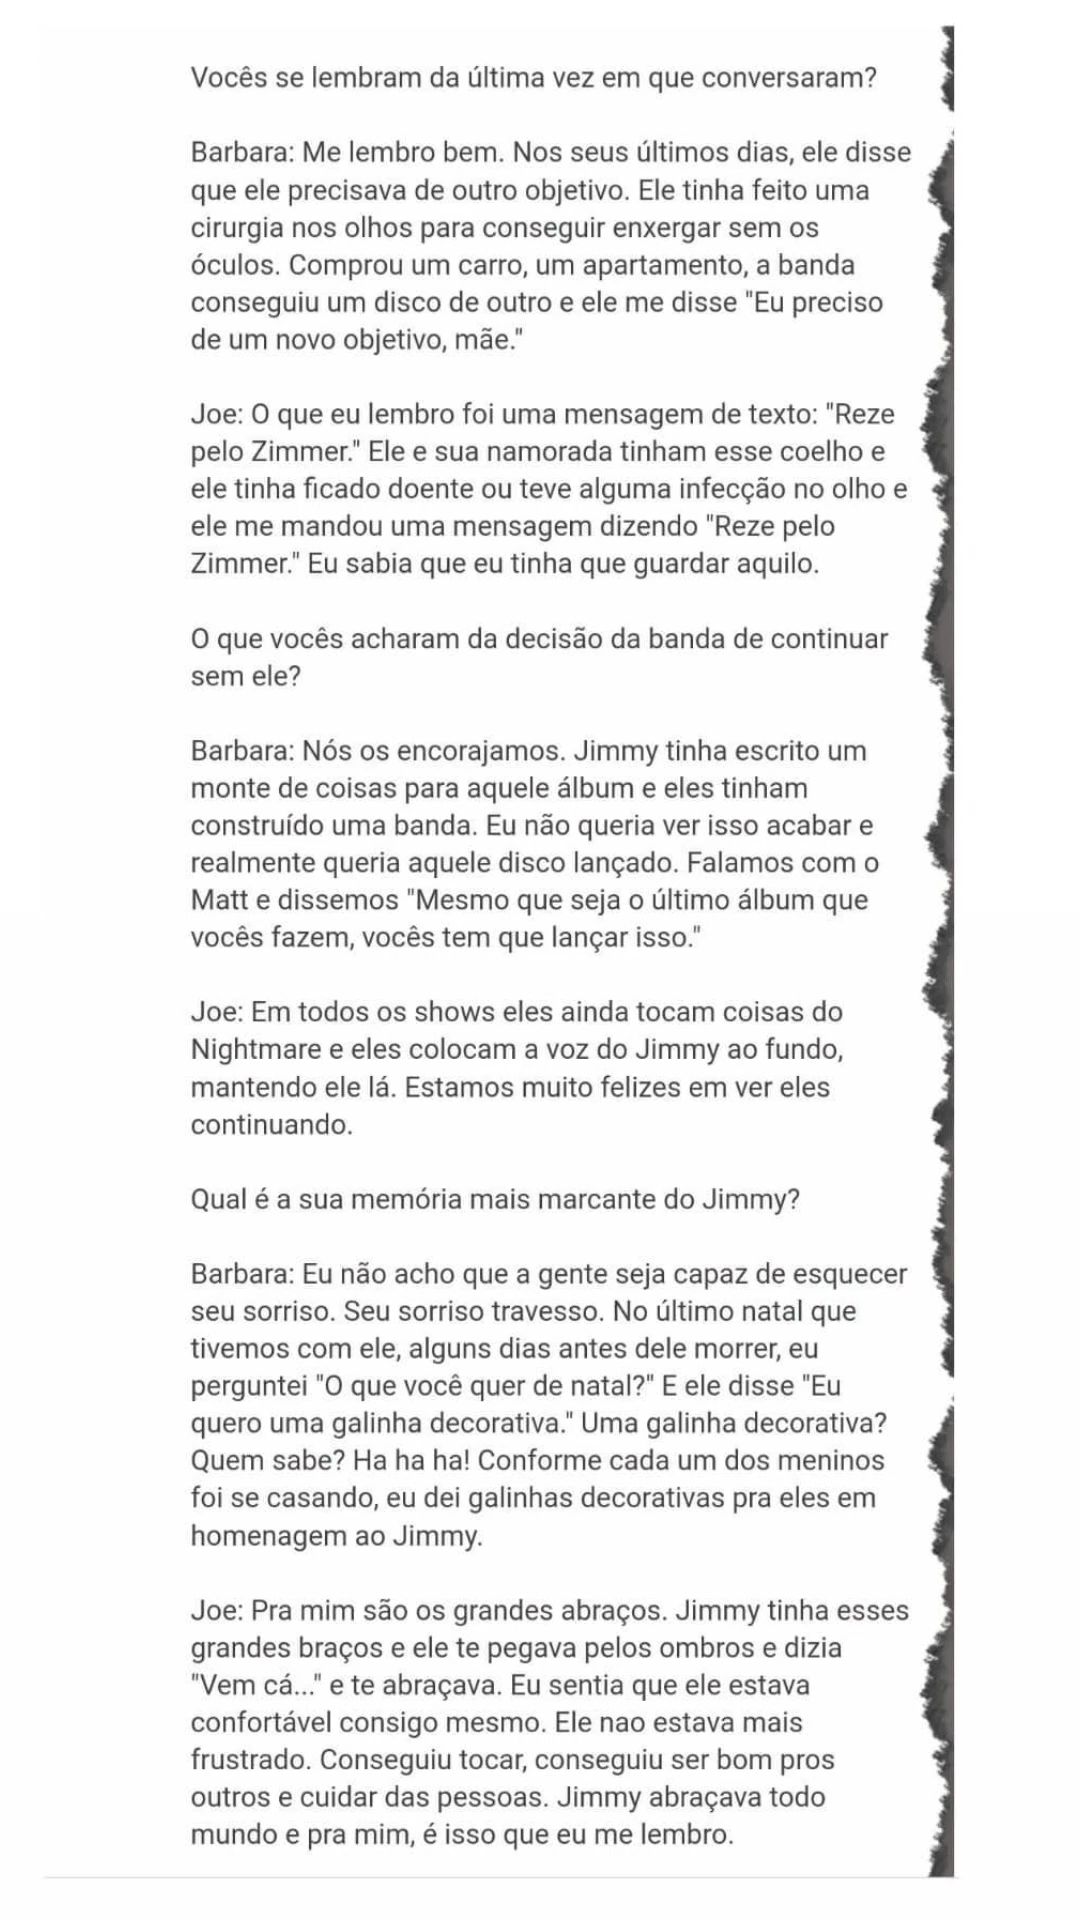 Vocês se lembram da última vez em que conversaram?
Barbara: Me lembro bem. Nos seus últimos dias, ele disse
que ele precisava de outro objetivo. Ele tinha feito uma
cirurgia nos olhos para conseguir enxergar sem os
óculos. Comprou um carro, um apartamento, a banda
conseguiu um disco de outro e ele me disse "Eu preciso
de um novo objetivo, mãe."
Joe: O que eu lembro foi uma mensagem de texto: "Reze
pelo Zimmer." Ele e sua namorada tinham esse coelho e
ele tinha ficado doente ou teve alguma infecção no olho e
ele me mandou uma mensagem dizendo "Reze pelo
Zimmer." Eu sabia que eu tinha que guardar aquilo.
O que vocês acharam da decisão da banda de continuar
sem ele?
Barbara: Nós os encorajamos. Jimmy tinha escrito um
monte de coisas para aquele álbum e eles tinham
construído uma banda. Eu não queria ver isso acabar e
realmente queria aquele disco lançado. Falamos com o
Matt e dissemos "Mesmo que seja o último álbum que
vocês fazem, vocês tem que lançar isso."
Joe: Em todos os shows eles ainda tocam coisas do
Nightmare e eles colocam a voz do Jimmy ao fundo,
mantendo ele lá. Estamos muito felizes em ver eles
continuando.
Qual é a sua memória mais marcante do Jimmy?
Barbara: Eu não acho que a gente seja capaz de esquecer
seu sorriso. Seu sorriso travesso. No último natal que
tivemos com ele, alguns dias antes dele morrer, eu
perguntei "O que você quer de natal?" E ele disse "Eu
quero uma galinha decorativa." Uma galinha decorativa?
Quem sabe? Ha ha ha! Conforme cada um dos meninos
foi se casando, eu dei galinhas decorativas pra eles em
homenagem ao Jimmy.
Joe: Pra mim são os grandes abraços. Jimmy tinha esses
grandes braços e ele te pegava pelos ombros e dizia
"Vem cá..." e te abraçava. Eu sentia que ele estava
confortável consigo mesmo. Ele nao estava mais
frustrado. Conseguiu tocar, conseguiu ser bom pros
outros e cuidar das pessoas. Jimmy abraçava todo
mundo e pra mim, é isso que eu me lembro.